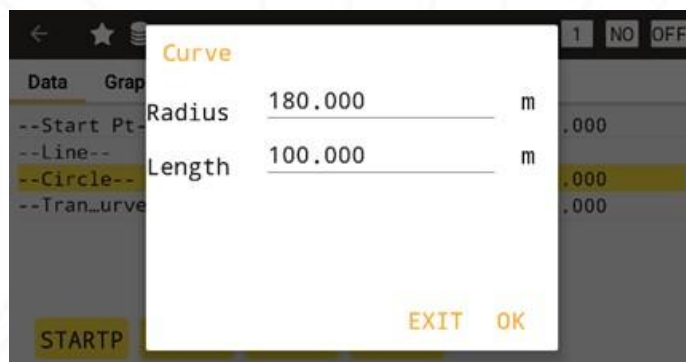 1 NO OFF
Curve
Data Grap
Radius 180.000 m
--Start Pt- .000
--Line--
Length 100.000 m
--Circle-- .000
--Tran…urve .000
EXIT OK
STARTP